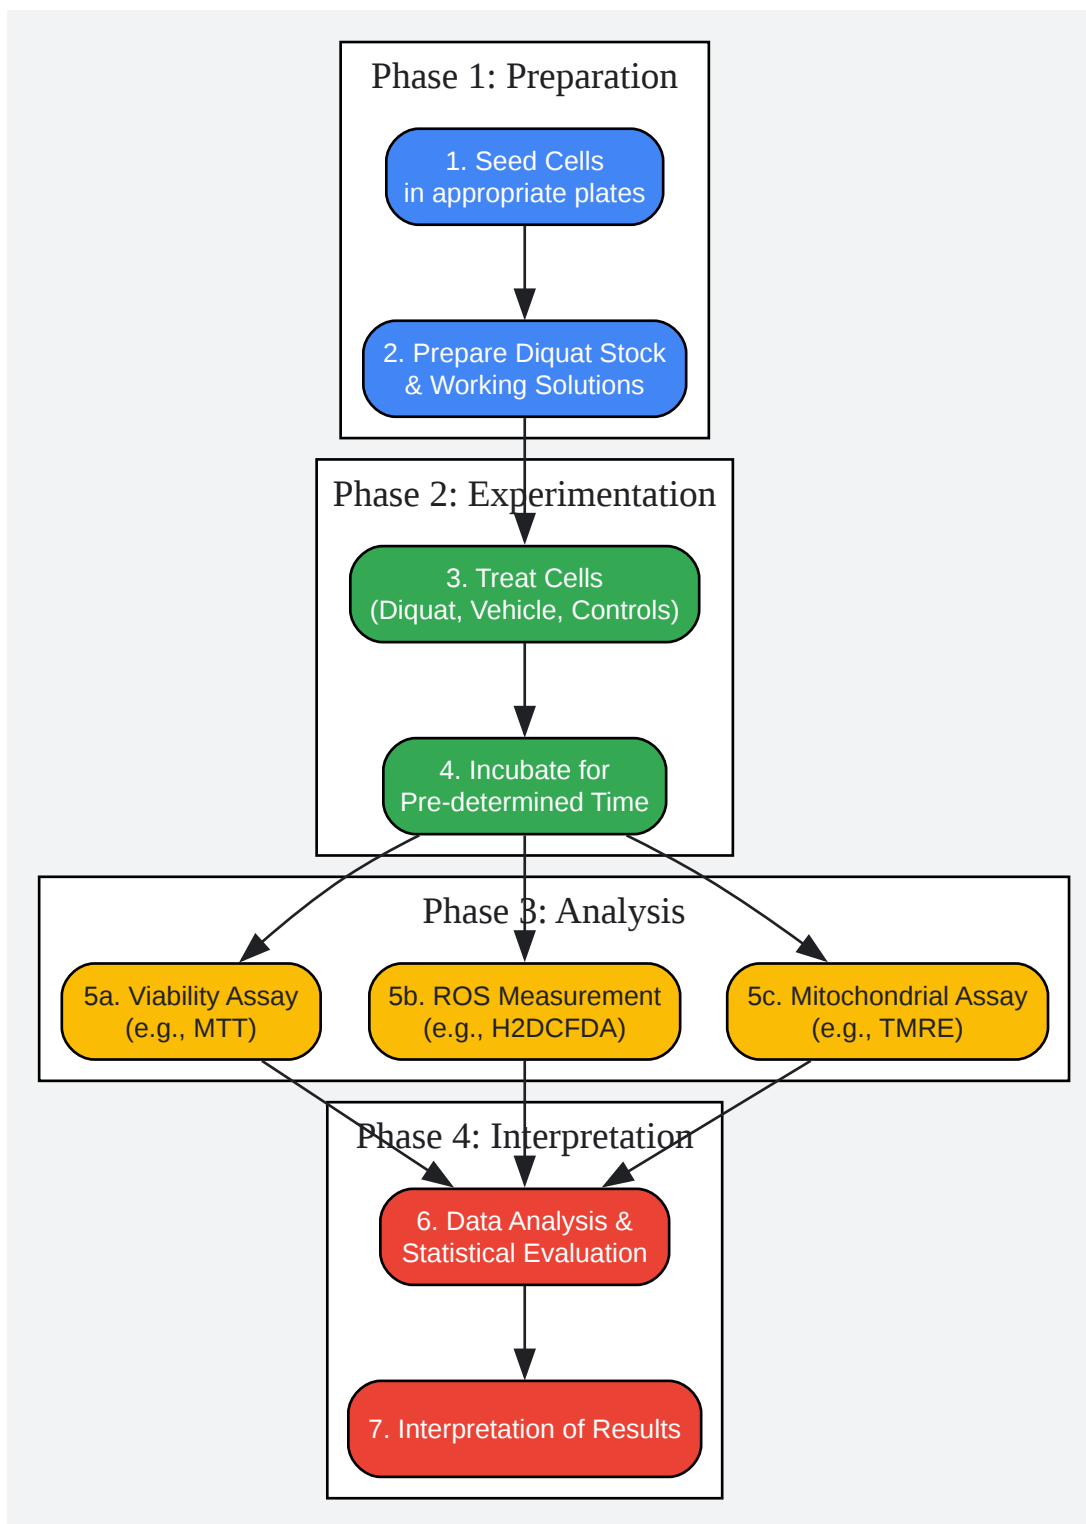 Phase 1: Preparation
1. Seed Cells
in appropriate plates
2. Prepare Diquat Stock
& Working Solutions
Phase 2: Experimentation
3. Treat Cells
(Diquat, Vehicle, Controls)
4. Incubate for
Pre-determined Time
Phase 3: Analysis
5a. Viability Assay
(e.g., MTT)
5b. ROS Measurement
(e.g., H2DCFDA)
5c. Mitochondrial Assay
(e.g., TMRE)
Phase 4: Interpretation
6. Data Analysis &
Statistical Evaluation
7. Interpretation of Results